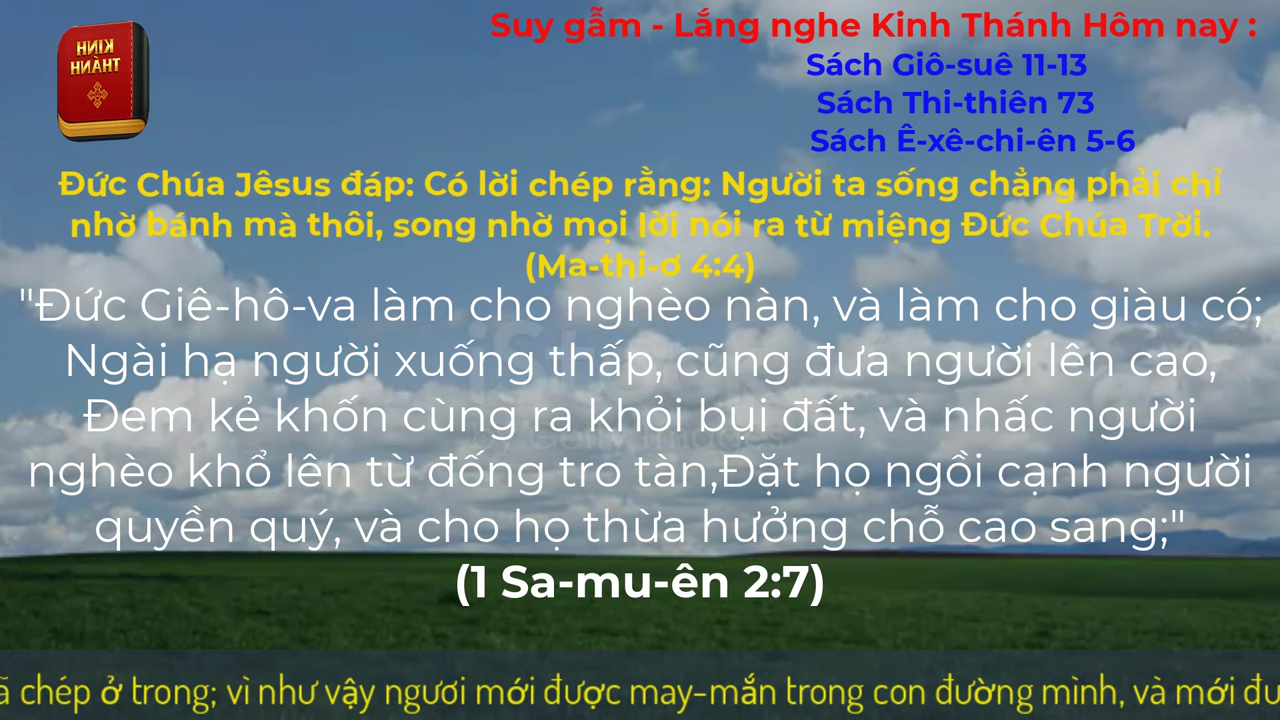 KINH
THÁNH
Suy gẫm - Lắng nghe Kinh Thánh Hôm nay :
Sách Giô-suê 11-13
Sách Thi-thiên 73
Sách Ê-xê-chi-ên 5-6
Đức Chúa Jêsus đáp: Có lời chép rằng: Người ta sống chẳng phải chỉ
nhờ bánh mà thôi, song nhờ mọi lời nói ra từ miệng Đức Chúa Trời.
(Ma-thi-ơ 4:4)
"Đức Giê-hô-va làm cho nghèo nàn, và làm cho giàu có;
Ngài hạ người xuống thấp, cũng đưa người lên cao,
Đem kẻ khốn cùng ra khỏi bụi đất, và nhấc người
nghèo khổ lên từ đống tro tàn,Đặt họ ngồi cạnh người
quyền quý, và cho họ thừa hưởng chỗ cao sang;"
(1 Sa-mu-ên 2:7)
chép ở trong; vì như vậy ngươi mới được may-mắn trong con đường mình, và mới